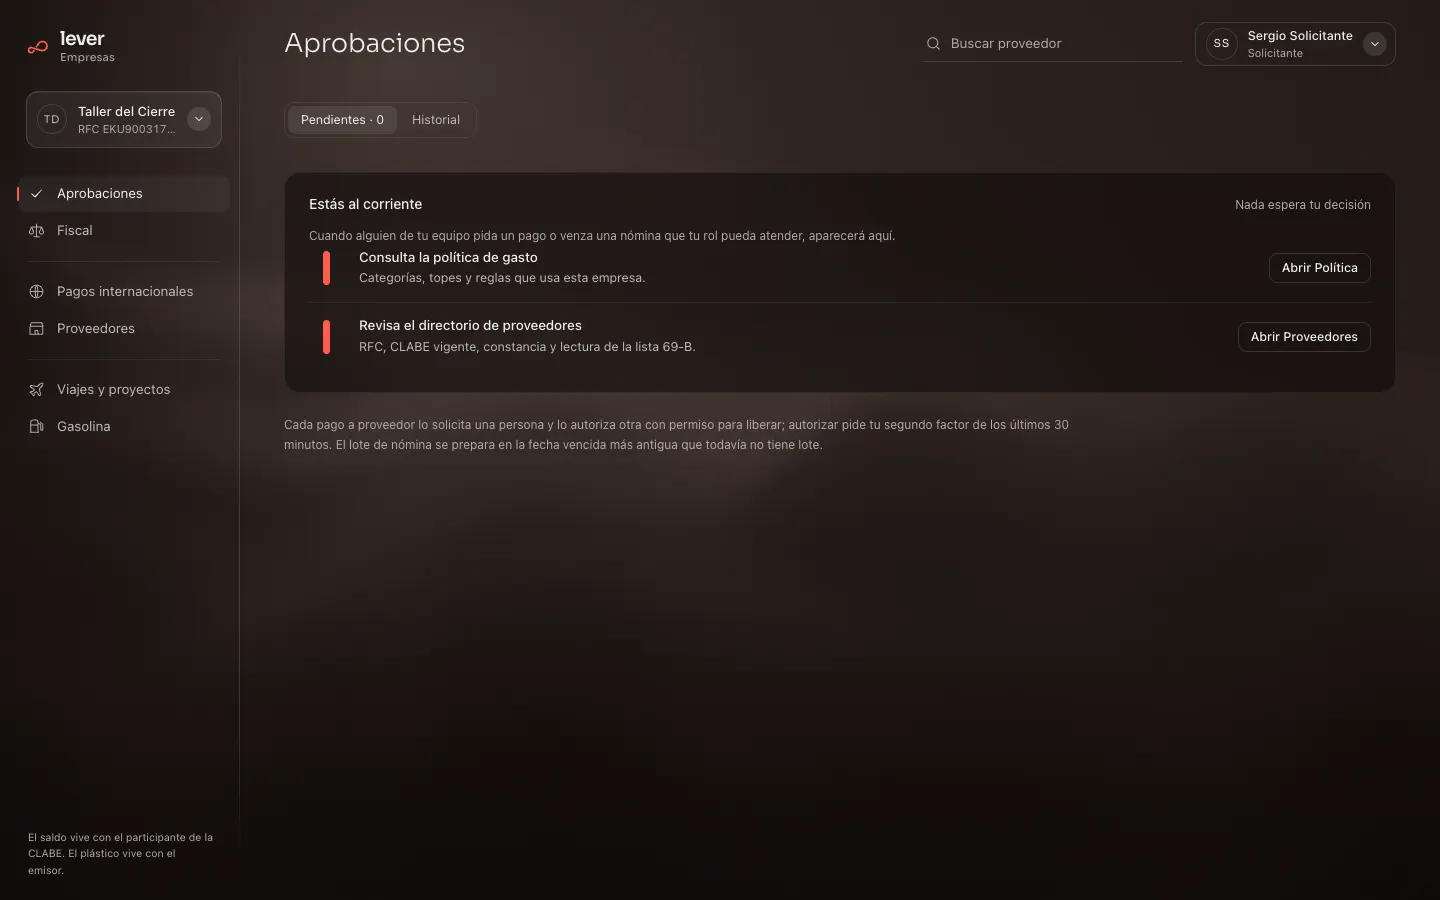 lever
Empresas
Aprobaciones
Buscar proveedor
SS
Sergio Solicitante
Solicitante
TD
Taller del Cierre
RFC EKU900317...
Pendientes · 0
Historial
Aprobaciones
Fiscal
Pagos internacionales
Proveedores
Viajes y proyectos
Gasolina
Estás al corriente
Nada espera tu decisión
Cuando alguien de tu equipo pida un pago o venza una nómina que tu rol pueda atender, aparecerá aquí.
Consulta la política de gasto
Categorías, topes y reglas que usa esta empresa.
Abrir Política
Revisa el directorio de proveedores
RFC, CLABE vigente, constancia y lectura de la lista 69-B.
Abrir Proveedores
Cada pago a proveedor lo solicita una persona y lo autoriza otra con permiso para liberar; autorizar pide tu segundo factor de los últimos 30
minutos. El lote de nómina se prepara en la fecha vencida más antigua que todavía no tiene lote.
El saldo vive con el participante de la
CLABE. El plástico vive con el
emisor.